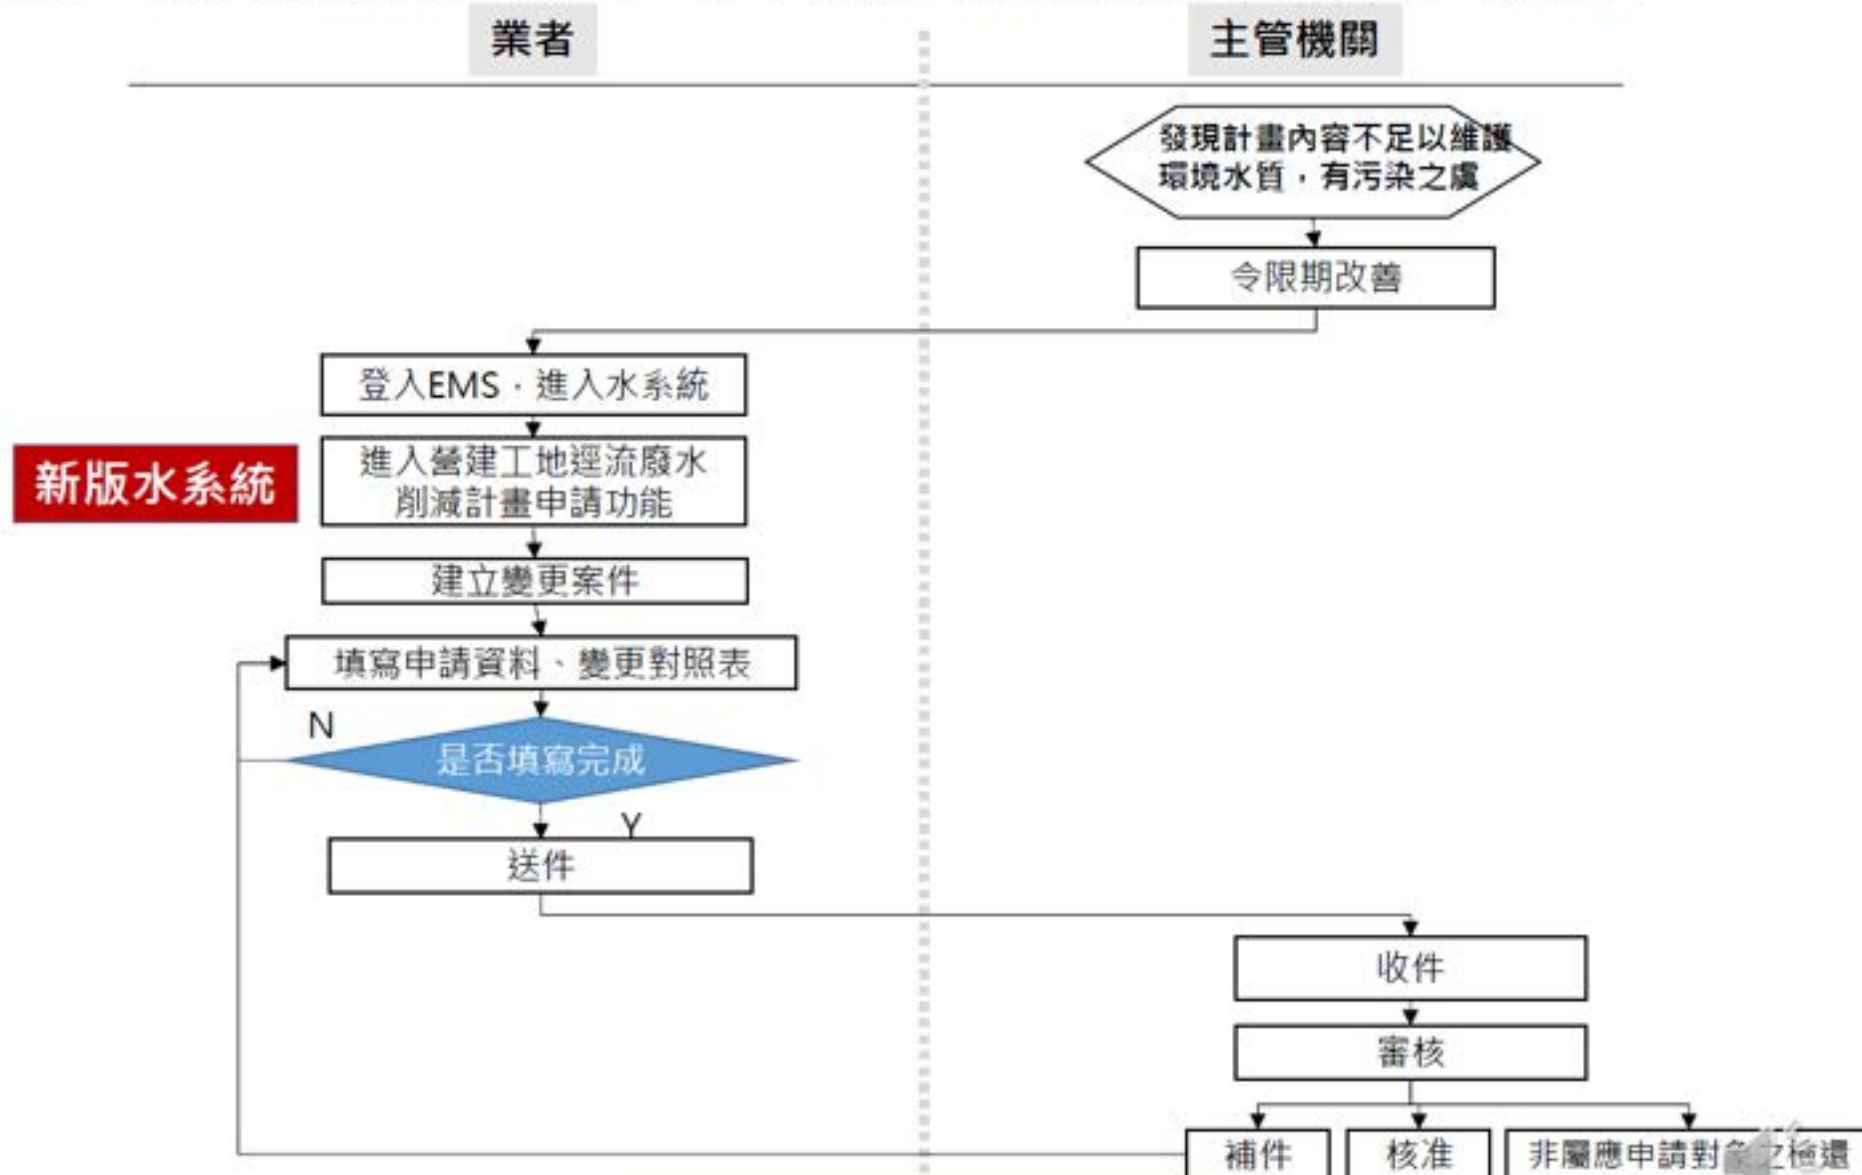 業者
主管機關
發現計畫內容不足以維護
環境水質，有污染之虞
令限期改善
登入EMS，進入水系統
新版水系統
進入營建工地逕流廢水
削減計畫申請功能
建立變更案件
填寫申請資料、變更對照表
N
是否填寫完成
Y
送件
收件
審核
補件
核准
非屬應申請對象之檢還